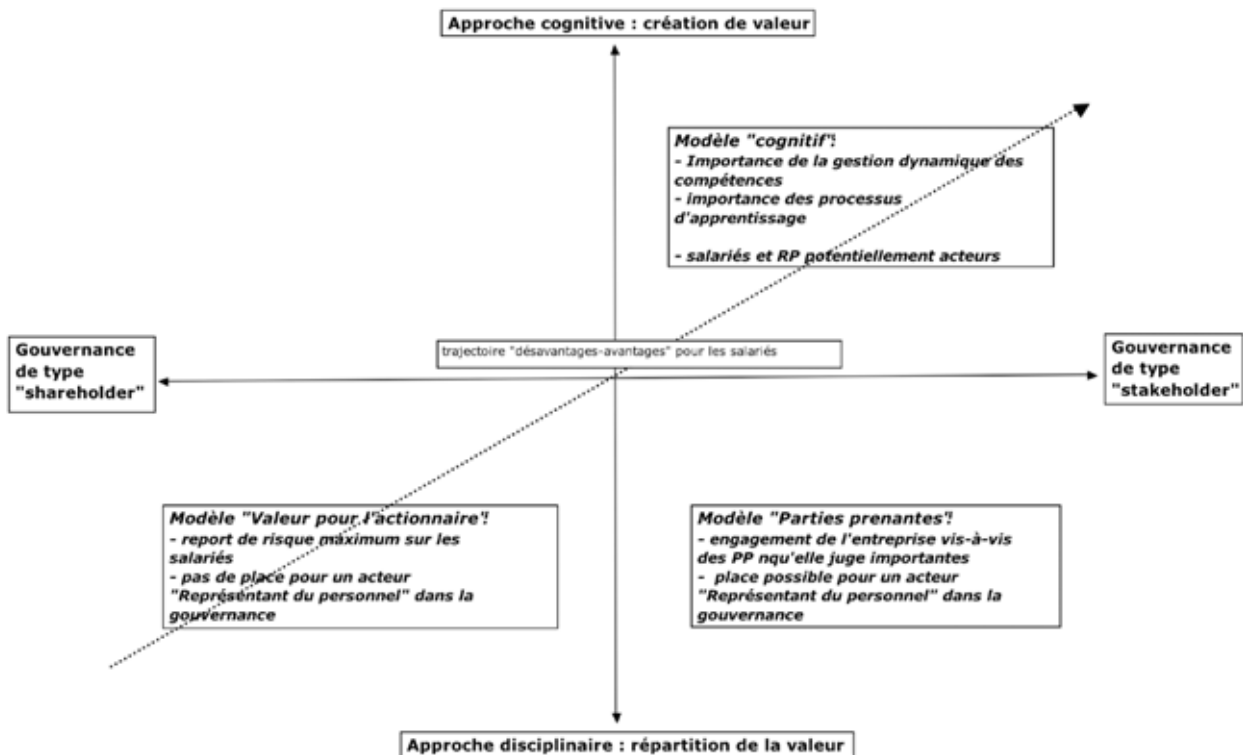 Approche cognitive : création de valeur
Modèle "cognitif":
- Importance de la gestion dynamique des
compétences
- importance des processus
d'apprentissage
- salariés et RP potentiellement acteurs
trajectoire "désavantages-avantages" pour les salariés
Gouvernance
de type
"shareholder"
Gouvernance
de type
"stakeholder"
Modèle "Valeur pour l'actionnaire":
- report de risque maximum sur les
salariés
- pas de place pour un acteur
"Représentant du personnel" dans la
gouvernance
Modèle "Parties prenantes":
- engagement de l'entreprise vis-à-vis
des PP nqu'elle juge importantes
- place possible pour un acteur
"Représentant du personnel" dans la
gouvernance
Approche disciplinaire : répartition de la valeur